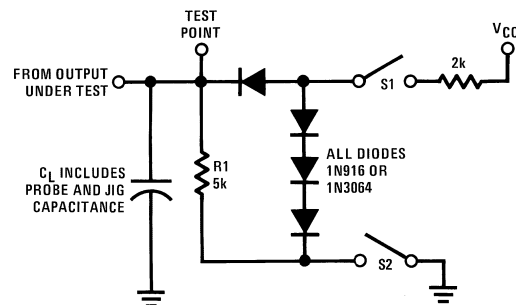 TEST
POINT
V_CC
FROM OUTPUT
UNDER TEST
2k
S1
C_L INCLUDES
PROBE AND JIG
CAPACITANCE
R1
5k
ALL DIODES
1N916 OR
1N3064
S2